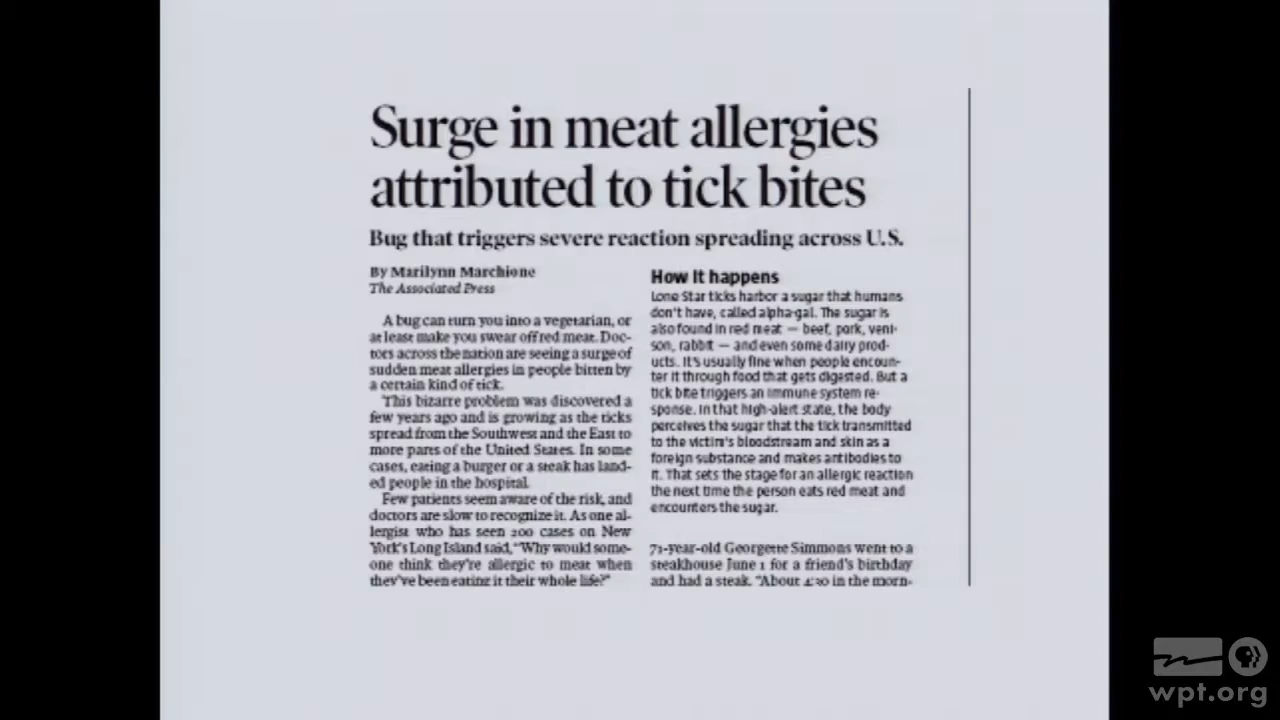 Surge in meat allergies
attributed to tick bites
Bug that triggers severe reaction spreading across U.S.
By Marilynn Marchione
The Associated Press
A bug can turn you into a vegetarian, or
at least make you swear off red meat. Doc-
tors across the nation are seeing a surge of
sudden meat allergies in people bitten by
a certain kind of tick.
This bizarre problem was discovered a
few years ago and is growing as the ticks
spread from the Southwest and the East to
more parts of the United States. In some
cases, eating a burger or a steak has land-
ed people in the hospital.
Few patients seem aware of the risk, and
doctors are slow to recognize it. As one al-
lergist who has seen 200 cases on New
York's Long Island said, "Why would some-
one think they're allergic to meat when
they've been eating it their whole life?"
How it happens
Lone Star ticks harbor a sugar that humans
don't have, called alpha-gal. The sugar is
also found in red meat — beef, pork, veni-
son, rabbit — and even some dairy prod-
ucts. It's usually fine when people encoun-
ter it through food that gets digested. But a
tick bite triggers an immune system re-
sponse. In that high-alert state, the body
perceives the sugar that the tick transmitted
to the victim's bloodstream and skin as a
foreign substance and makes antibodies to
it. That sets the stage for an allergic reaction
the next time the person eats red meat and
encounters the sugar.
71-year-old Georgette Simmons went to a
steakhouse June 1 for a friend's birthday
and had a steak. "About 4:30 in the morn-
wpt.org